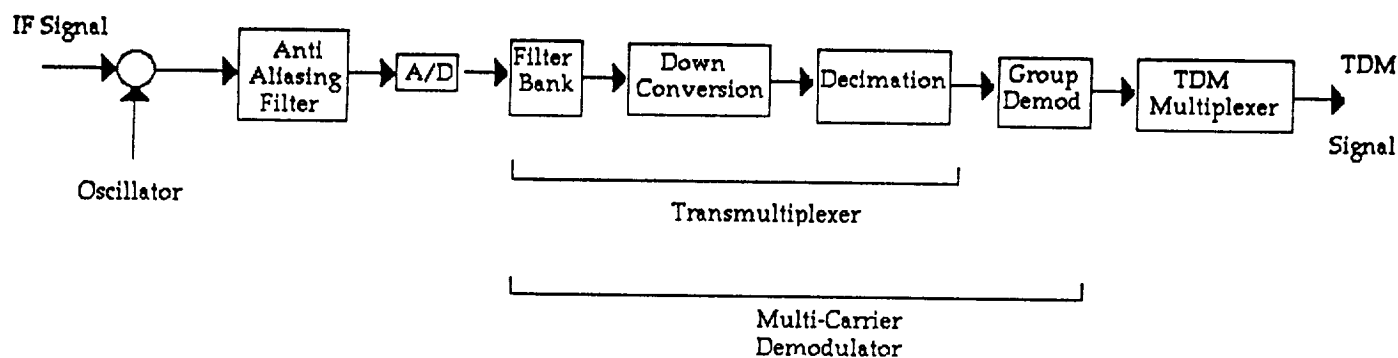 IF Signal
Oscillator
Anti
Aliasing
Filter
A/D
Filter
Bank
Down
Conversion
Decimation
Group
Demod
TDM
Multiplexer
TDM
Signal
Transmultiplexer
Multi-Carrier
Demodulator